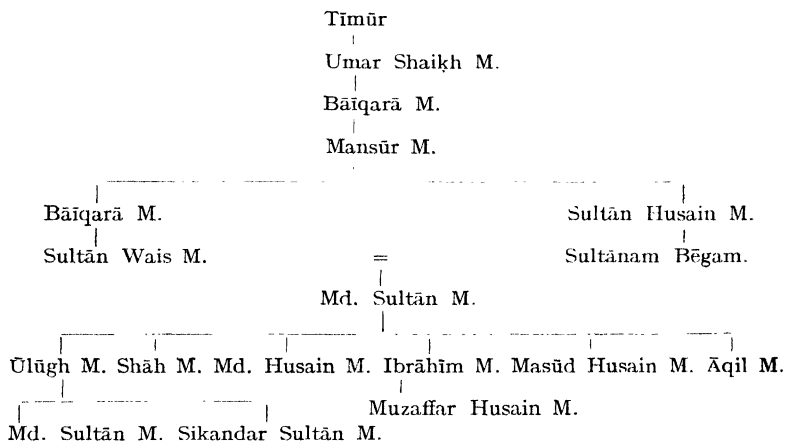 Tīmūr
Umar Shaiḳh M.
Bāīqarā M.
Mansūr M.
Bāīqarā M. Sultān Husain M.
Sultān Wais M. = Sultānam Bēgam.
Md. Sultān M.
Ūlūgh M. Shāh M. Md. Husain M. Ibrāhīm M. Masūd Husain M. Āqil M.
Muzaffar Husain M.
Md. Sultān M. Sikandar Sultān M.